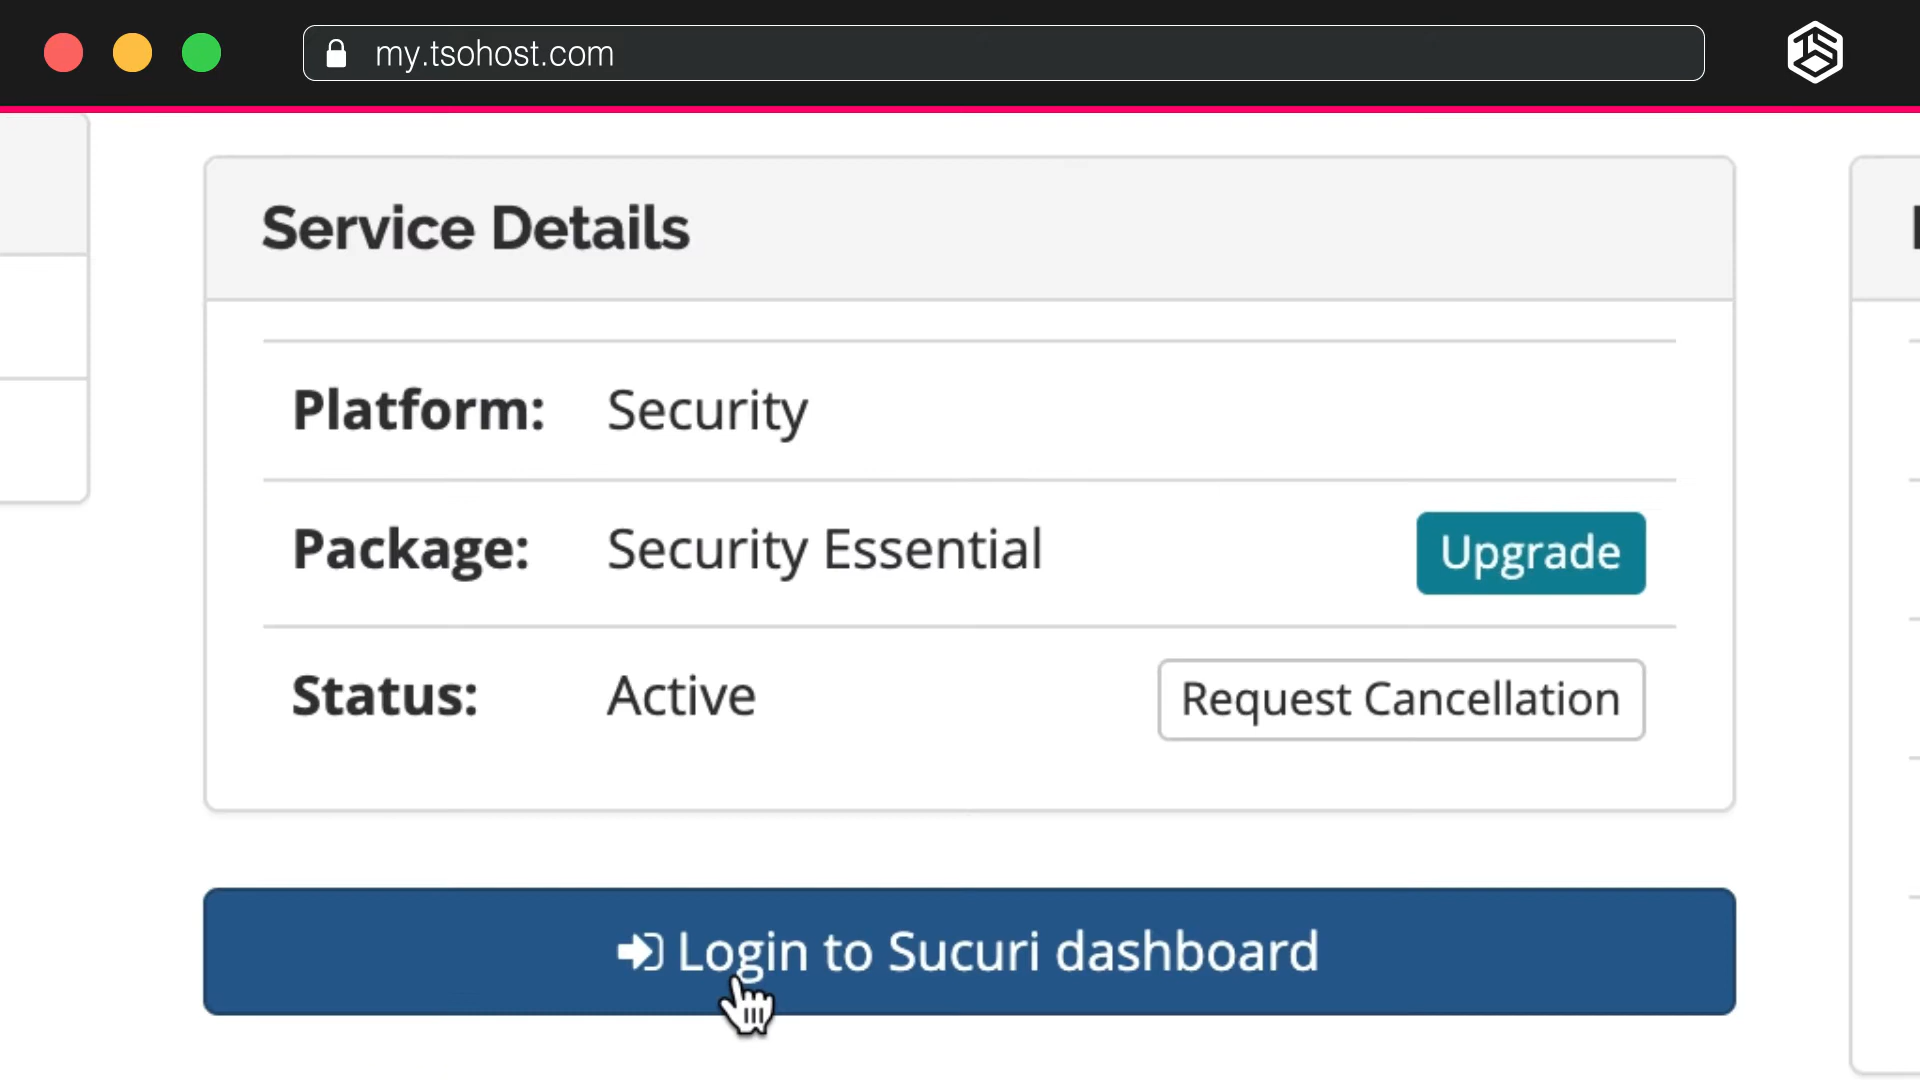 my.tsohost.com
Service Details
Platform: Security
Package: Security Essential Upgrade
Status: Active Request Cancellation
Login to Sucuri dashboard